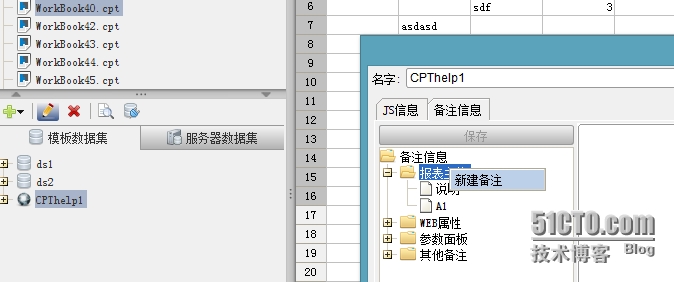 WorkBook40.cpt
WorkBook42.cpt
WorkBook43.cpt
WorkBook44.cpt
WorkBook45.cpt
模板数据集
服务器数据集
ds1
ds2
CPThelp1
6
sdf
3
7
asdasd
8
9
10
11
12
13
14
15
16
17
18
19
20
名字:
CPThelp1
JS信息
备注信息
保存
备注信息
报表主
新建备注
说明
A1
WEB属性
参数面板
其他备注
51CTO.com
技术博客
Blog